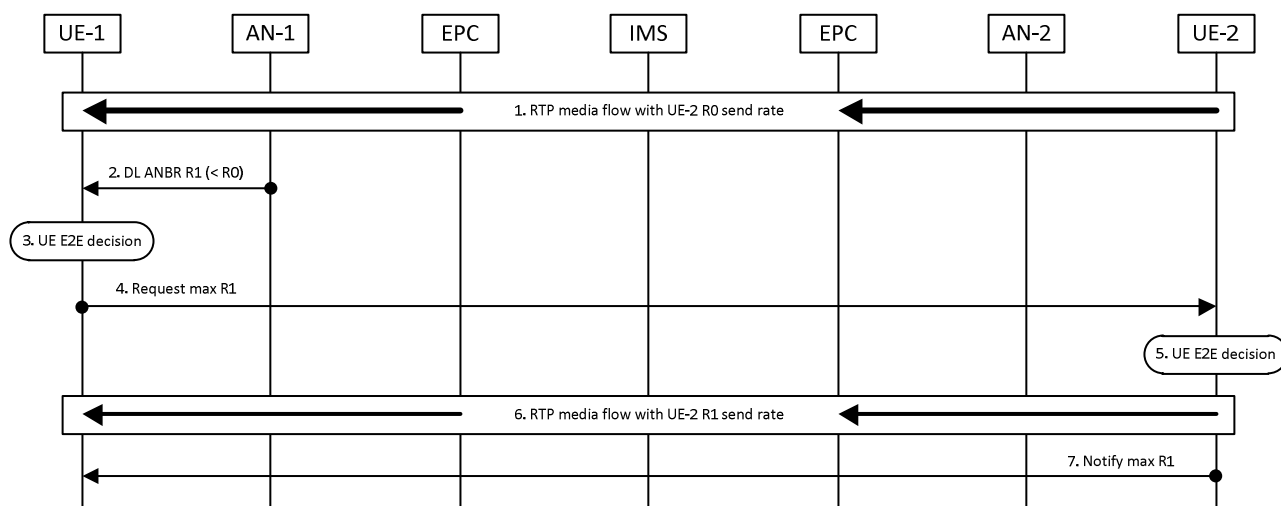 UE-1
AN-1
EPC
IMS
EPC
AN-2
UE-2
1. RTP media flow with UE-2 R0 send rate
2. DL ANBR R1 (< R0)
3. UE E2E decision
4. Request max R1
5. UE E2E decision
6. RTP media flow with UE-2 R1 send rate
7. Notify max R1